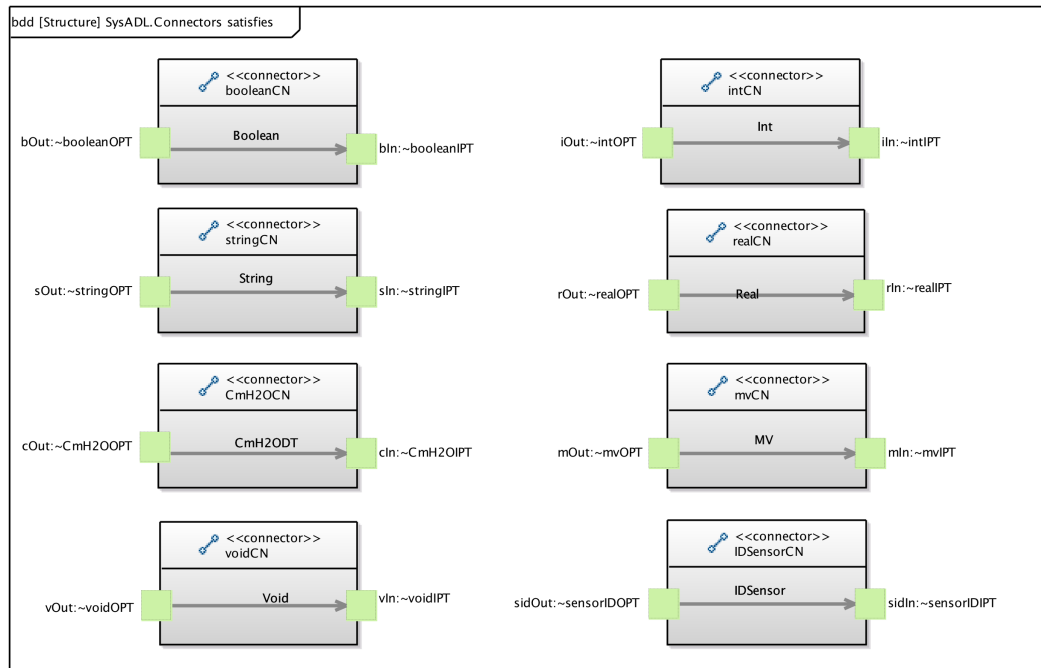 bdd [Structure] SysADL.Connectors satisfies
<<connector>>
booleanCN
Boolean
bOut:~booleanOPT
bIn:~booleanIPT
<<connector>>
intCN
Int
iOut:~intOPT
iIn:~intIPT
<<connector>>
stringCN
String
sOut:~stringOPT
sIn:~stringIPT
<<connector>>
realCN
Real
rOut:~realOPT
rIn:~realIPT
<<connector>>
CmH2OCN
CmH2ODT
cOut:~CmH2OOPT
cIn:~CmH2OIPT
<<connector>>
mvCN
MV
mOut:~mvOPT
mIn:~mvIPT
<<connector>>
voidCN
Void
vOut:~voidOPT
vIn:~voidIPT
<<connector>>
IDSensorCN
IDSensor
sidOut:~sensorIDOPT
sidIn:~sensorIDIPT